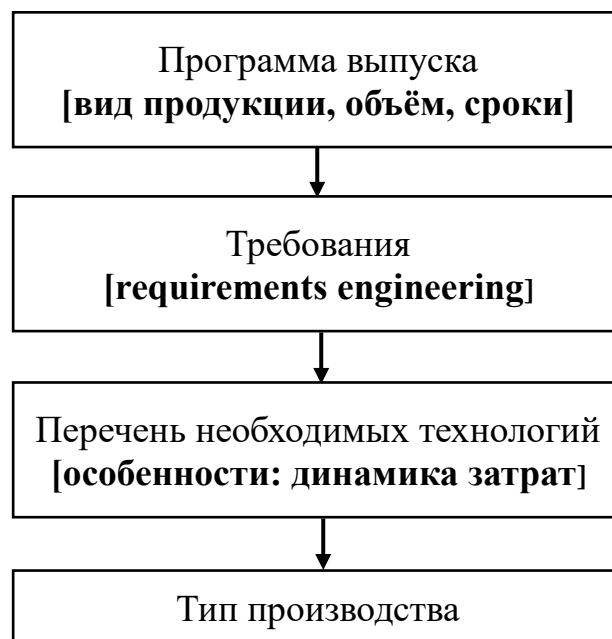 Программа выпуска
[вид продукции, объём, сроки]
Требования
[requirements engineering]
Перечень необходимых технологий
[особенности: динамика затрат]
Тип производства